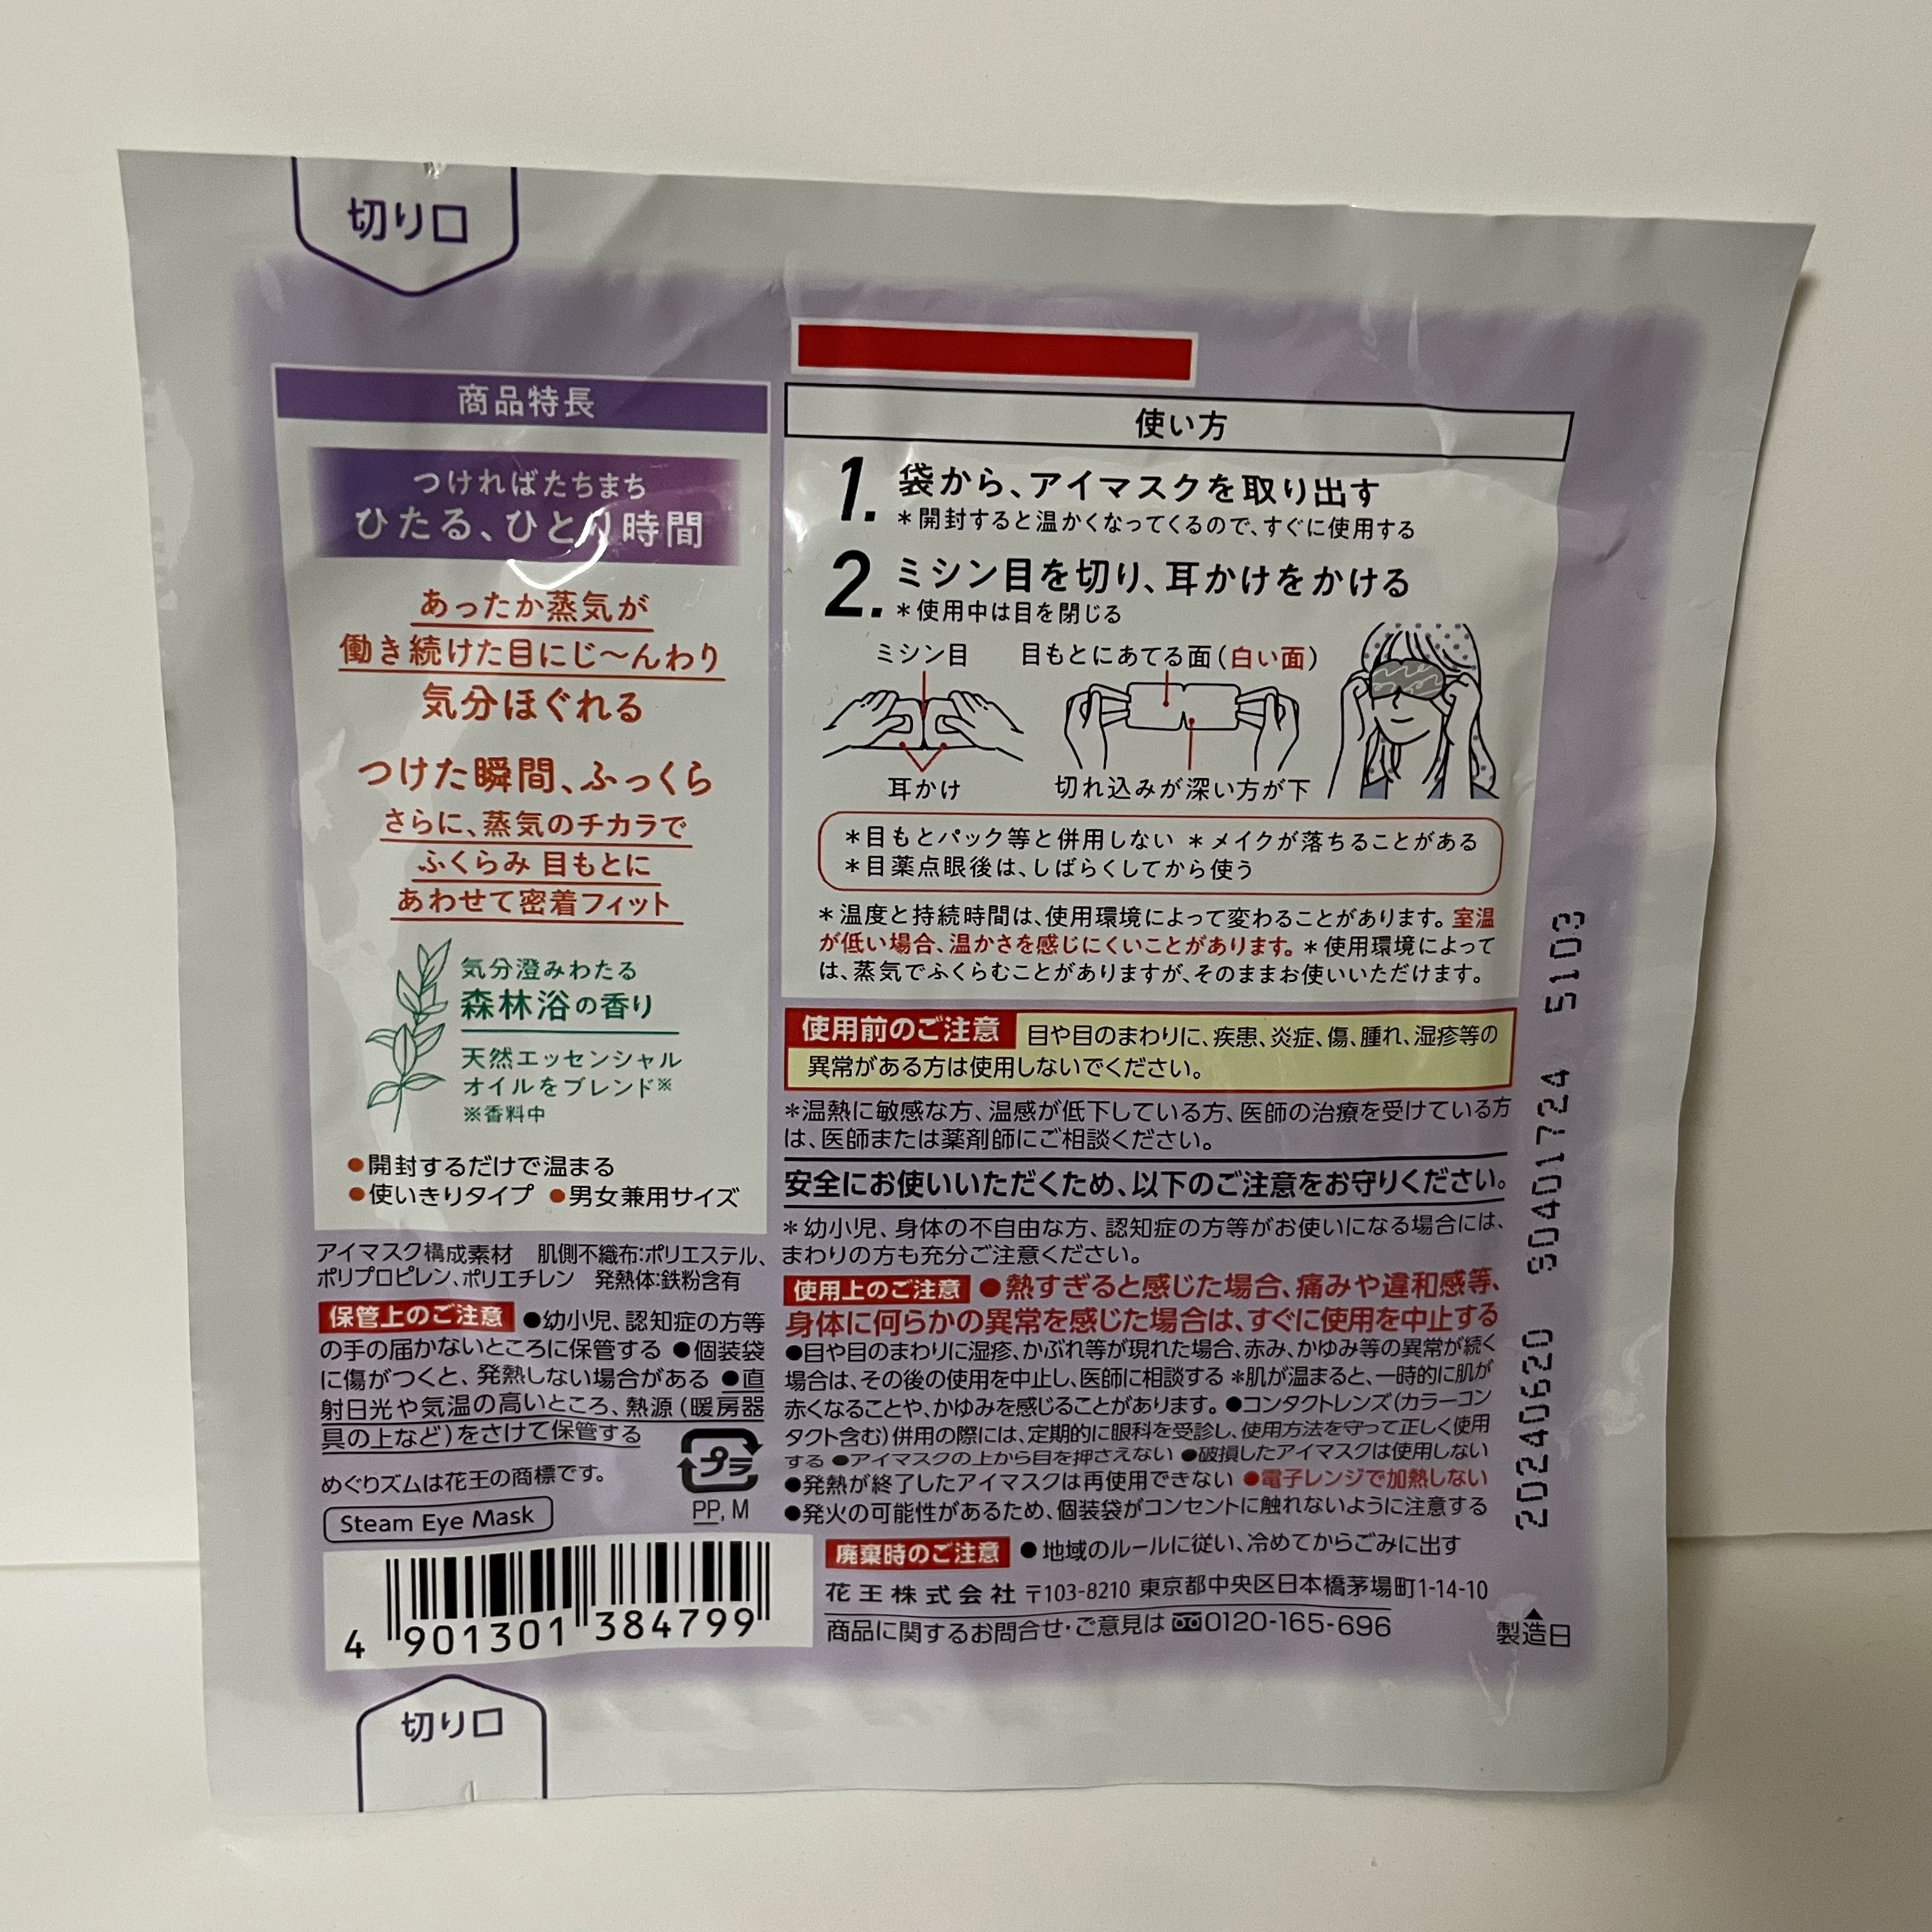 切り口
商品特長
つければたちまち
ひたる、ひとり時間
あったか蒸気が
働き続けた目にじ〜んわり
気分ほぐれる
つけた瞬間、ふっくら
さらに、蒸気のチカラで
ふくらみ 目もとに
あわせて密着フィット
気分澄みわたる
森林浴の香り
天然エッセンシャル
オイルをブレンド※
※香料中
●開封するだけで温まる
●使いきりタイプ ●男女兼用サイズ
アイマスク構成素材 肌側不織布:ポリエステル、
ポリプロピレン、ポリエチレン 発熱体:鉄粉含有
保管上のご注意 ●幼小児、認知症の方等
の手の届かないところに保管する ●個装袋
に傷がつくと、発熱しない場合がある ●直
射日光や気温の高いところ、熱源(暖房器
具の上など)をさけて保管する
めぐりズムは花王の商標です。
Steam Eye Mask
プラ
PP, M
4 901301 384799
切り口
使い方
1. 袋から、アイマスクを取り出す
＊開封すると温かくなってくるので、すぐに使用する
2. ミシン目を切り、耳かけをかける
＊使用中は目を閉じる
ミシン目 目もとにあてる面(白い面)
耳かけ 切れ込みが深い方が下
＊目もとパック等と併用しない ＊メイクが落ちることがある
＊目薬点眼後は、しばらくしてから使う
＊温度と持続時間は、使用環境によって変わることがあります。室温
が低い場合、温かさを感じにくいことがあります。＊使用環境によって
は、蒸気でふくらむことがありますが、そのままお使いいただけます。
使用前のご注意 目や目のまわりに、疾患、炎症、傷、腫れ、湿疹等の
異常がある方は使用しないでください。
＊温熱に敏感な方、温感が低下している方、医師の治療を受けている方
は、医師または薬剤師にご相談ください。
安全にお使いいただくため、以下のご注意をお守りください。
＊幼小児、身体の不自由な方、認知症の方等がお使いになる場合には、
まわりの方も充分ご注意ください。
使用上のご注意 ●熱すぎると感じた場合、痛みや違和感等、
身体に何らかの異常を感じた場合は、すぐに使用を中止する
●目や目のまわりに湿疹、かぶれ等が現れた場合、赤み、かゆみ等の異常が続く
場合は、その後の使用を中止し、医師に相談する ＊肌が温まると、一時的に肌が
赤くなることや、かゆみを感じることがあります。●コンタクトレンズ(カラーコン
タクト含む)併用の際には、定期的に眼科を受診し、使用方法を守って正しく使用
する ●アイマスクの上から目を押さえない ●破損したアイマスクは使用しない
●発熱が終了したアイマスクは再使用できない ●電子レンジで加熱しない
●発火の可能性があるため、個装袋がコンセントに触れないように注意する
廃棄時のご注意 ●地域のルールに従い、冷めてからごみに出す
花王株式会社 〒103-8210 東京都中央区日本橋茅場町1-14-10
商品に関するお問合せ・ご意見は 0120-165-696
20240620 S0401724 5103
▲
製造日